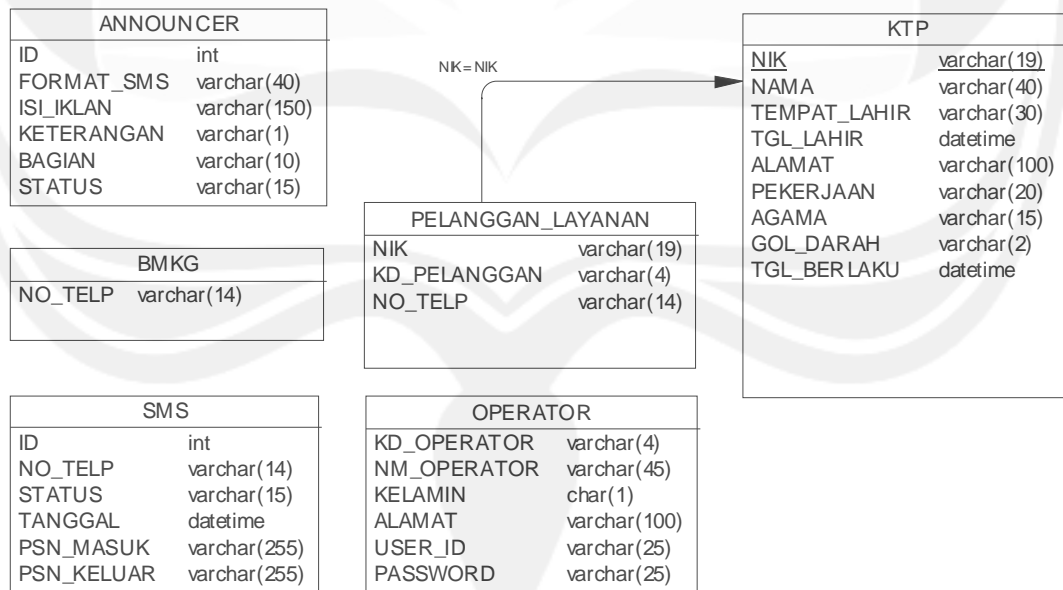 ANNOUNCER
ID int
FORMAT_SMS varchar(40)
ISI_IKLAN varchar(150)
KETERANGAN varchar(1)
BAGIAN varchar(10)
STATUS varchar(15)
NIK=NIK
KTP
NIK varchar(19)
NAMA varchar(40)
TEMPAT_LAHIR varchar(30)
TGL_LAHIR datetime
ALAMAT varchar(100)
PEKERJAAN varchar(20)
AGAMA varchar(15)
GOL_DARAH varchar(2)
TGL_BERLAKU datetime
PELANGGAN_LAYANAN
NIK varchar(19)
KD_PELANGGAN varchar(4)
NO_TELP varchar(14)
BMKG
NO_TELP varchar(14)
SMS
ID int
NO_TELP varchar(14)
STATUS varchar(15)
TANGGAL datetime
PSN_MASUK varchar(255)
PSN_KELUAR varchar(255)
OPERATOR
KD_OPERATOR varchar(4)
NM_OPERATOR varchar(45)
KELAMIN char(1)
ALAMAT varchar(100)
USER_ID varchar(25)
PASSWORD varchar(25)